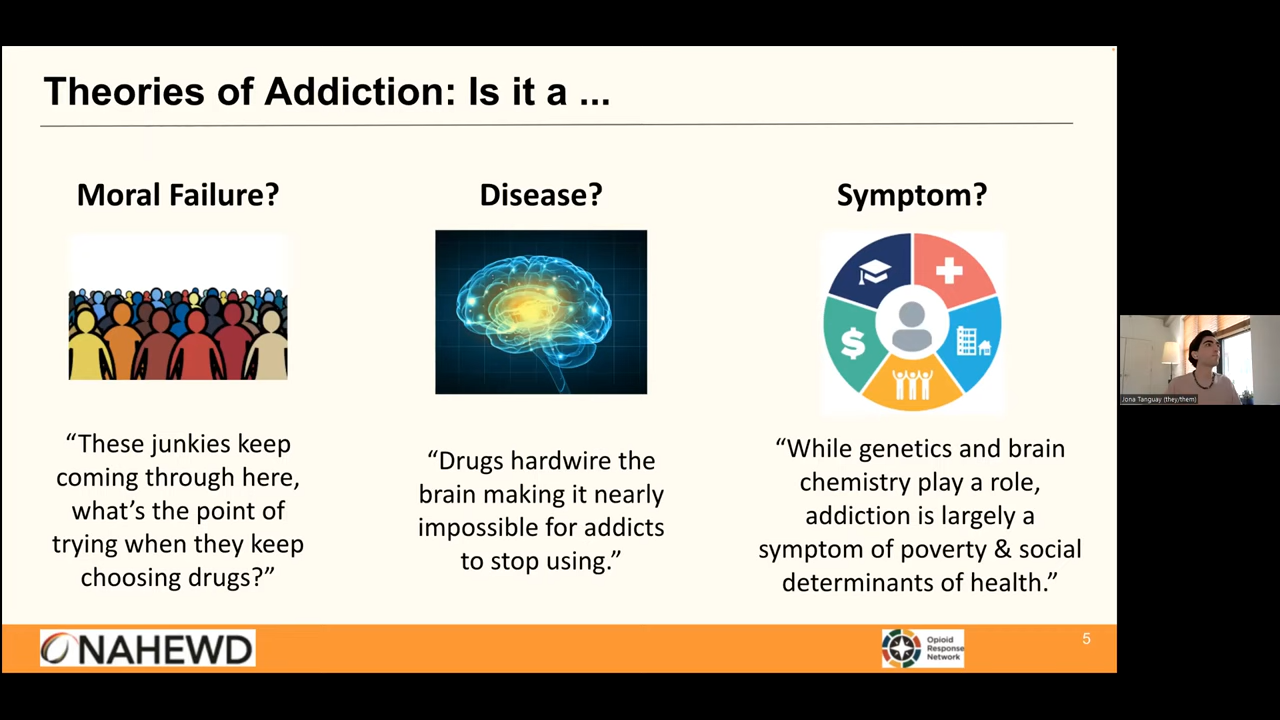 Theories of Addiction: Is it a ...
Moral Failure?
“These junkies keep
coming through here,
what’s the point of
trying when they keep
choosing drugs?”
Disease?
“Drugs hardwire the
brain making it nearly
impossible for addicts
to stop using.”
Symptom?
$
“While genetics and brain
chemistry play a role,
addiction is largely a
symptom of poverty & social
determinants of health.”
NAHEWD
Opioid
Response
Network
5
Jona Tanguay (they/them)